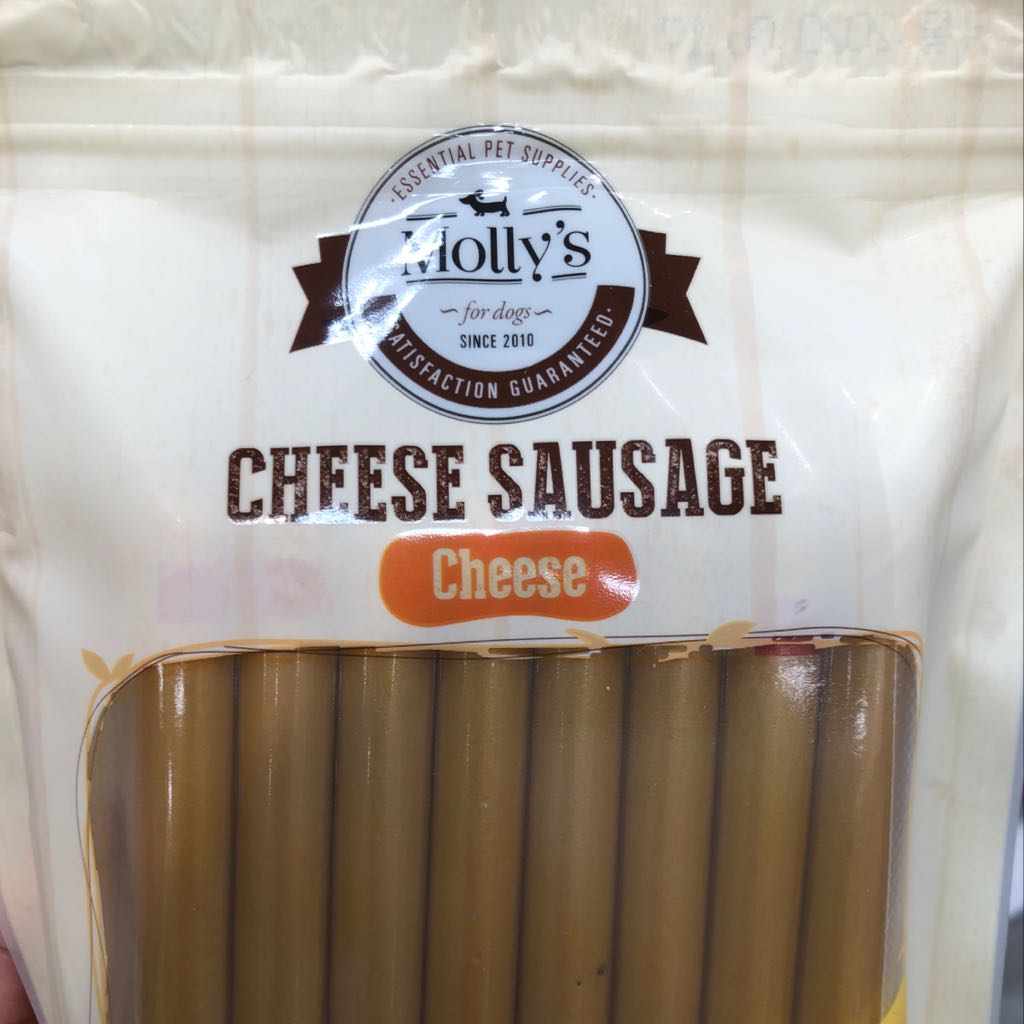 ·ESSENTIAL PET SUPPLIES·
Molly's
~for dogs~
SINCE 2010
SATISFACTION GUARANTEED·
CHEESE SAUSAGE
Cheese